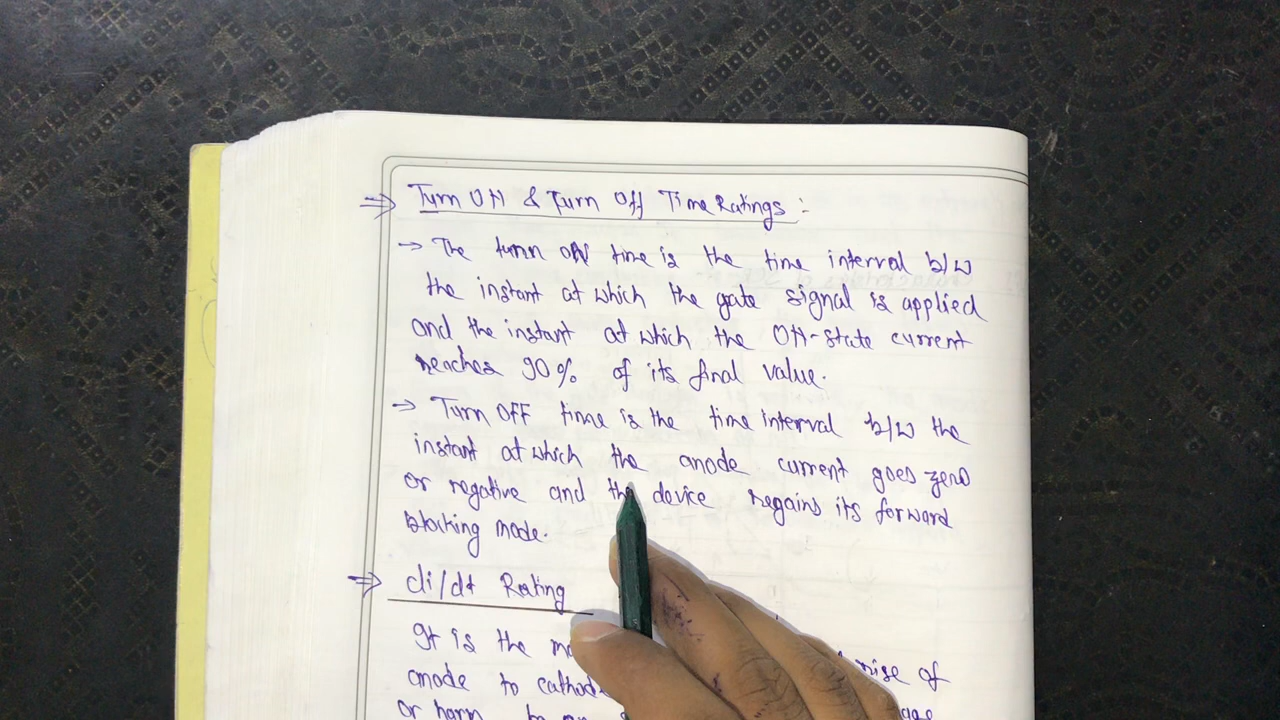 ⇒ Turn ON & Turn Off Time Ratings :-
→ The turn ON time is the time interval b/w
the instant at which the gate signal is applied
and the instant at which the ON-State current
reaches 90% of its final value.
→ Turn OFF time is the time interval b/w the
instant at which the anode current goes zero
or negative and the device regains its forward
blocking mode.
⇒ di/dt Rating
It is the rise of
anode to cathode
or harm